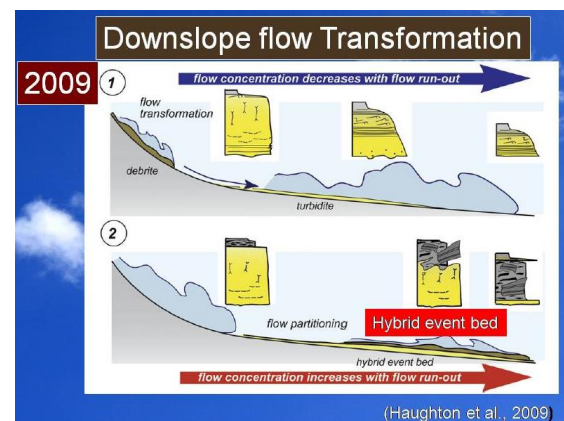 Downslope flow Transformation
2009
1
flow concentration decreases with flow run-out
flow
transformation
debrite
turbidite
2
flow partitioning
Hybrid event bed
hybrid event bed
flow concentration increases with flow run-out
(Haughton et al., 2009)